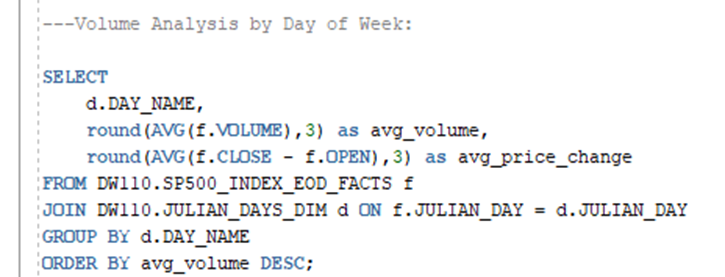 ---Volume Analysis by Day of Week:
SELECT
d.DAY_NAME,
round(AVG(f.VOLUME),3) as avg_volume,
round(AVG(f.CLOSE - f.OPEN),3) as avg_price_change
FROM DW110.SP500_INDEX_EOD_FACTS f
JOIN DW110.JULIAN_DAYS_DIM d ON f.JULIAN_DAY = d.JULIAN_DAY
GROUP BY d.DAY_NAME
ORDER BY avg_volume DESC;